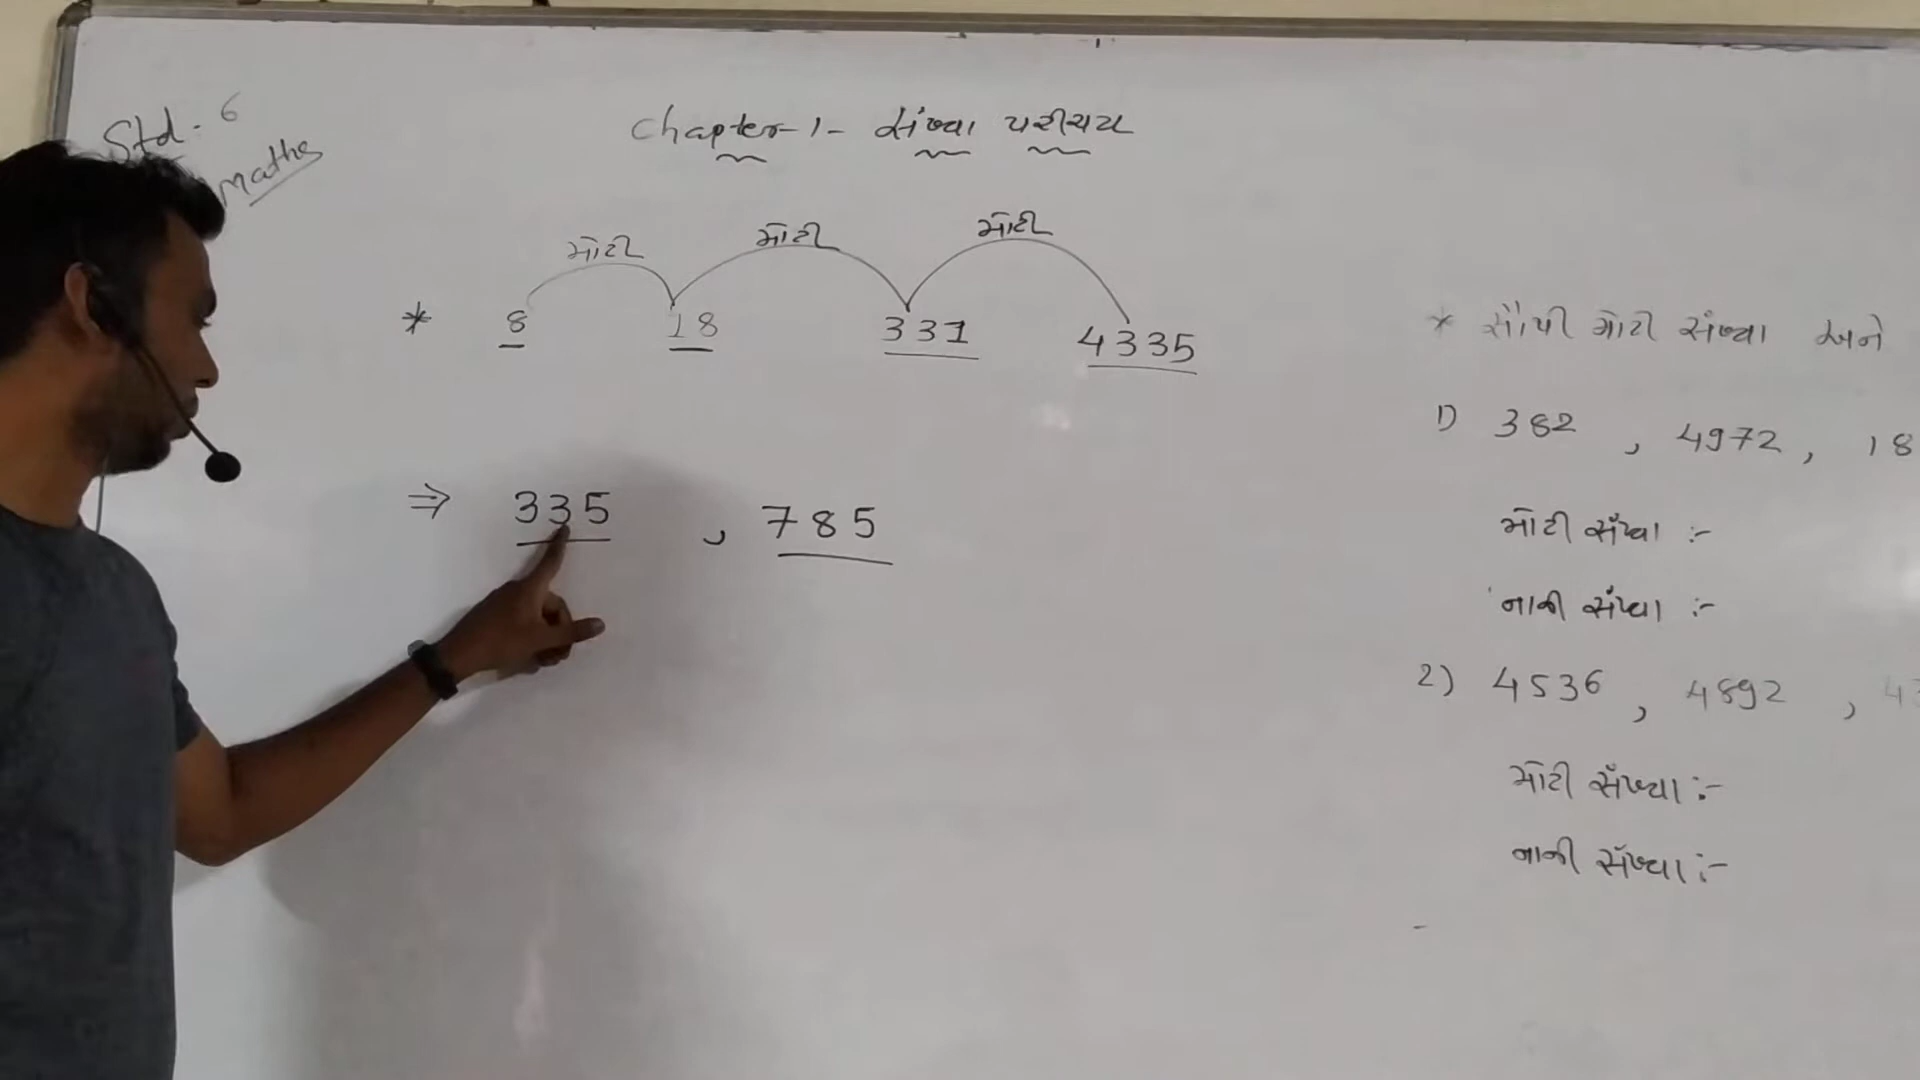 Std - 6
Maths
Chapter-1- સંખ્યા પરીચય
મોટી મોટી મોટી
* 8 18 331 4335
⇒ 335 , 785
* સૌથી મોટી સંખ્યા અને
1) 382 , 4972 , 18
મોટી સંખ્યા :-
નાની સંખ્યા :-
2) 4536 , 4892 , 43
મોટી સંખ્યા :-
નાની સંખ્યા :-